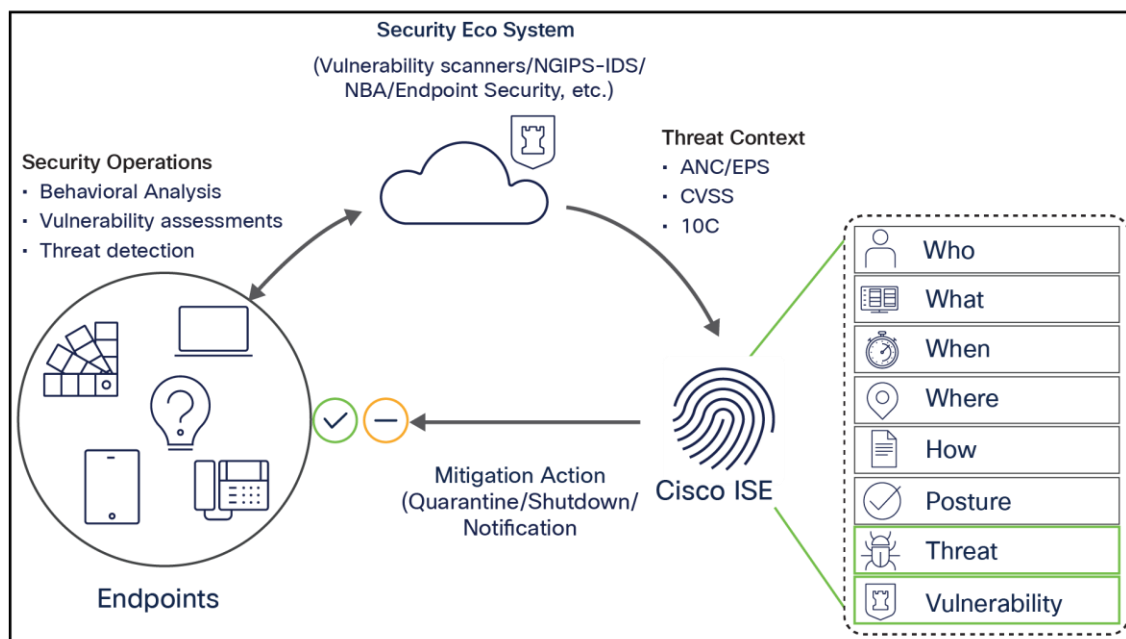 Security Eco System
(Vulnerability scanners/NGIPS-IDS/
NBA/Endpoint Security, etc.)
Threat Context
· ANC/EPS
· CVSS
· 10C
Security Operations
· Behavioral Analysis
· Vulnerability assessments
· Threat detection
?
Endpoints
Mitigation Action
(Quarantine/Shutdown/
Notification
Cisco ISE
Who
What
When
Where
How
Posture
Threat
Vulnerability